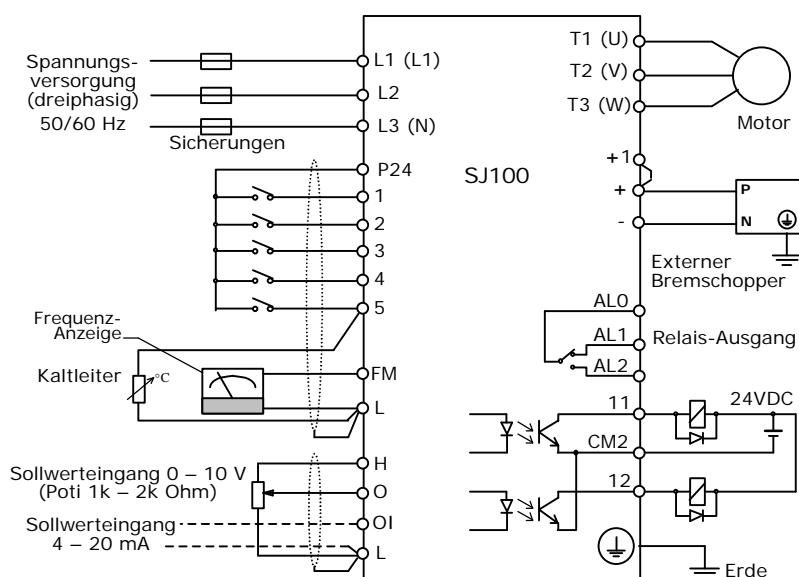 Spannungs-
versorgung
(dreiphasig)
50/60 Hz
Sicherungen
L1 (L1)
L2
L3 (N)
P24
1
2
3
4
5
Frequenz-
Anzeige
Kaltleiter
°C
FM
L
Sollwerteingang 0 – 10 V
(Poti 1k – 2k Ohm)
Sollwerteingang
4 – 20 mA
H
O
OI
L
SJ100
T1 (U)
T2 (V)
T3 (W)
Motor
+1
+
-
P
N
Externer
Bremschopper
AL0
AL1
AL2
Relais-Ausgang
11
CM2
12
24VDC
Erde